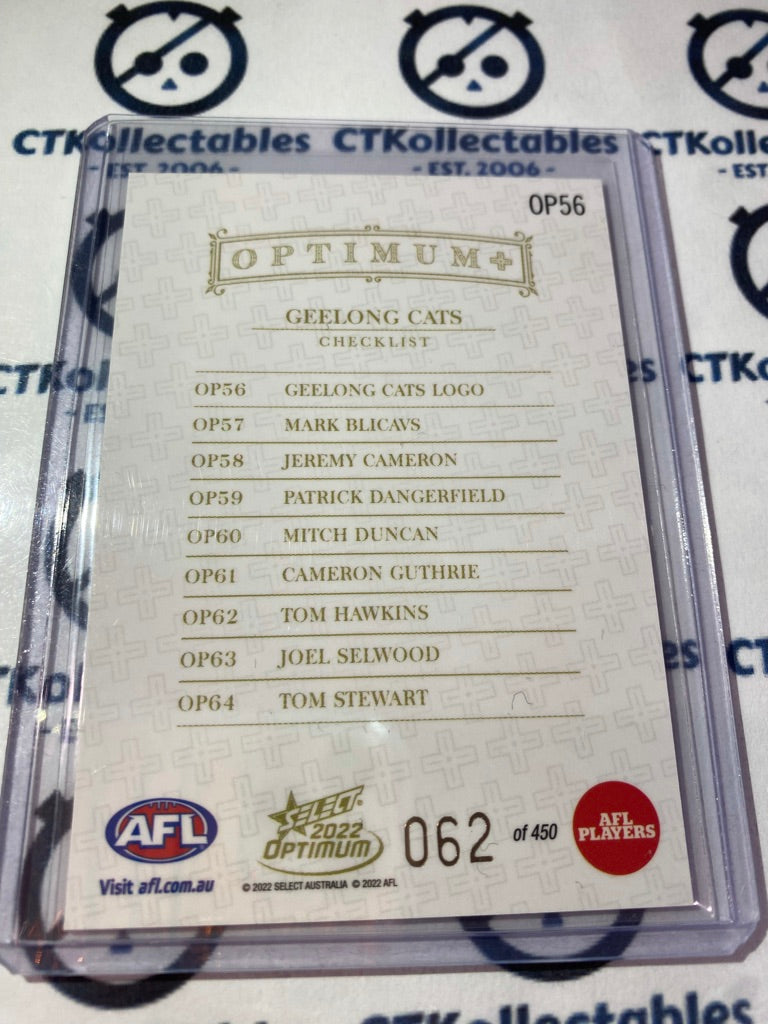 CTKollectables CTKollectables CTKolle
- EST. 2006 - - EST. 2006 - - EST
OP56
OPTIMUM+
GEELONG CATS
CHECKLIST
OP56 GEELONG CATS LOGO
OP57 MARK BLICAVS
OP58 JEREMY CAMERON
OP59 PATRICK DANGERFIELD
OP60 MITCH DUNCAN
OP61 CAMERON GUTHRIE
OP62 TOM HAWKINS
OP63 JOEL SELWOOD
OP64 TOM STEWART
AFL
Visit afl.com.au
SELECT
2022
OPTIMUM
© 2022 SELECT AUSTRALIA © 2022 AFL
062 of 450
AFL
PLAYERS
CTKollectables